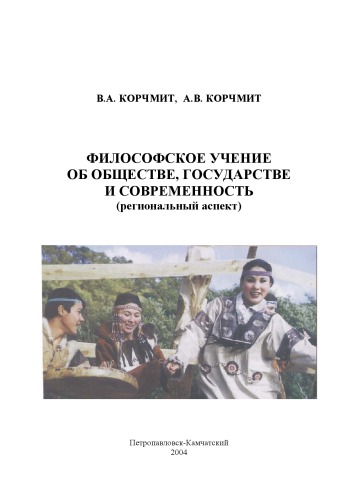 В.А. КОРЧМИТ, А.В. КОРЧМИТ
ФИЛОСОФСКОЕ УЧЕНИЕ
ОБ ОБЩЕСТВЕ, ГОСУДАРСТВЕ
И СОВРЕМЕННОСТЬ
(региональный аспект)
Петропавловск-Камчатский
2004